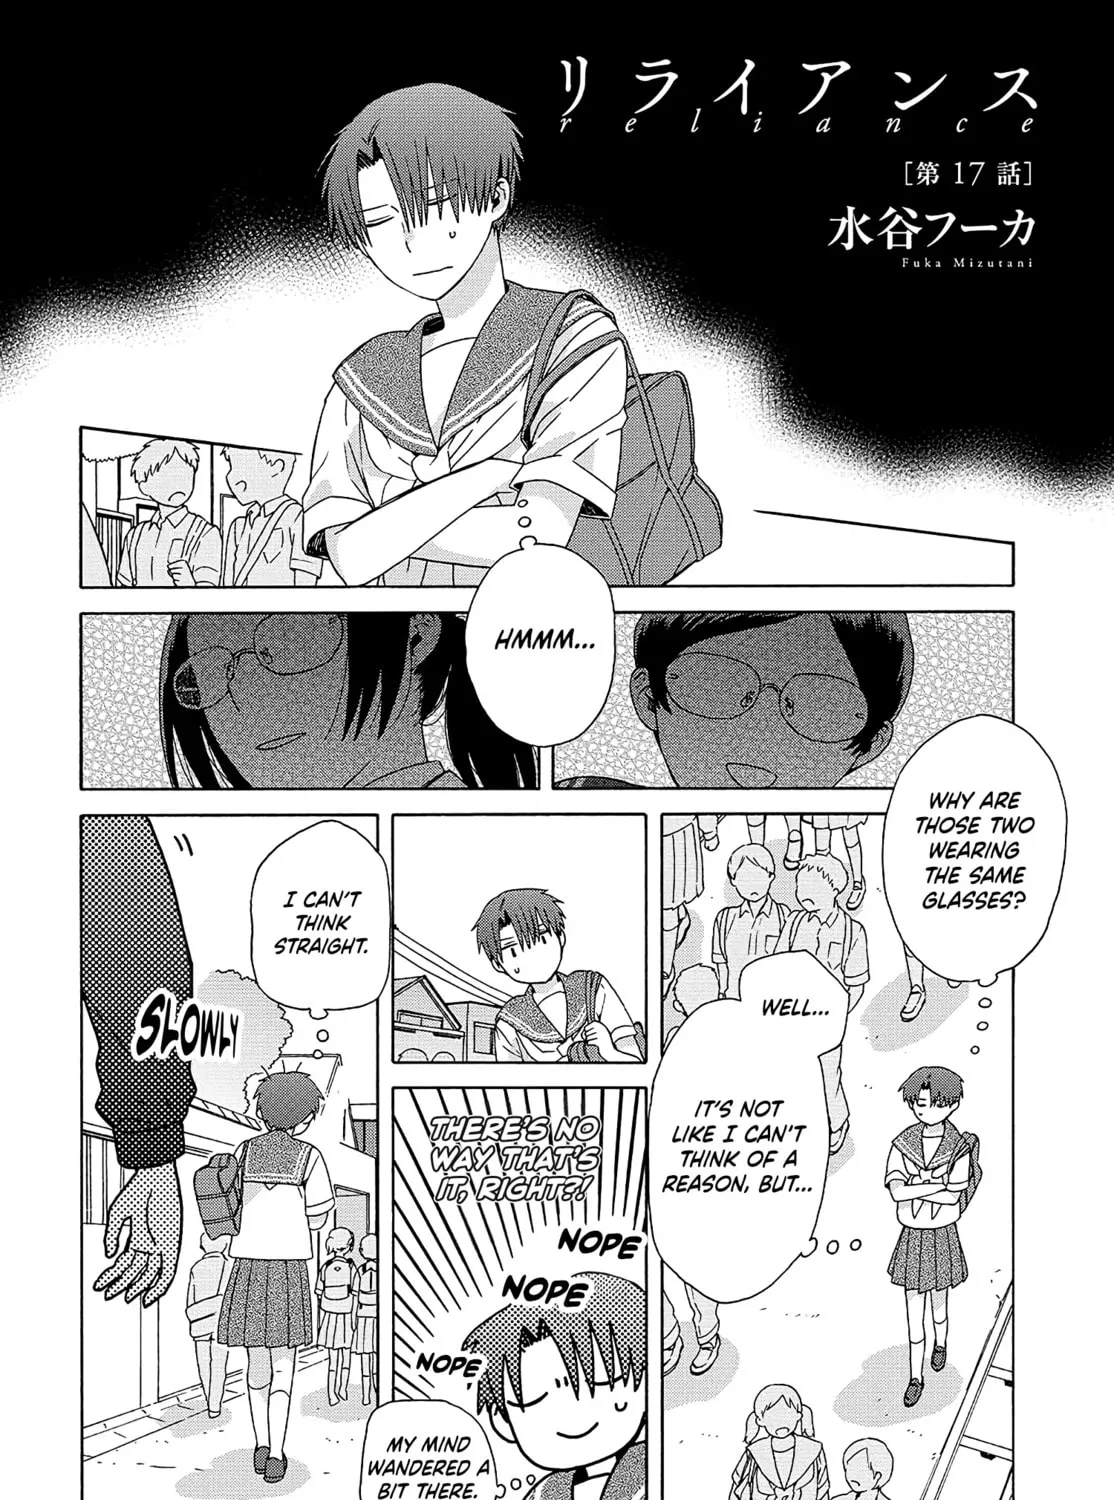 リライアンス
reliance
[第17話]
水谷フーカ
Fuka Mizutani
HMMM...
WHY ARE
THOSE TWO
WEARING
THE SAME
GLASSES?
WELL...
IT'S NOT
LIKE I CAN'T
THINK OF A
REASON, BUT...
THERE'S NO
WAY THAT'S
IT, RIGHT?!
NOPE
NOPE
NOPE
MY MIND
WANDERED A
BIT THERE.
I CAN'T
THINK
STRAIGHT.
SLOWLY